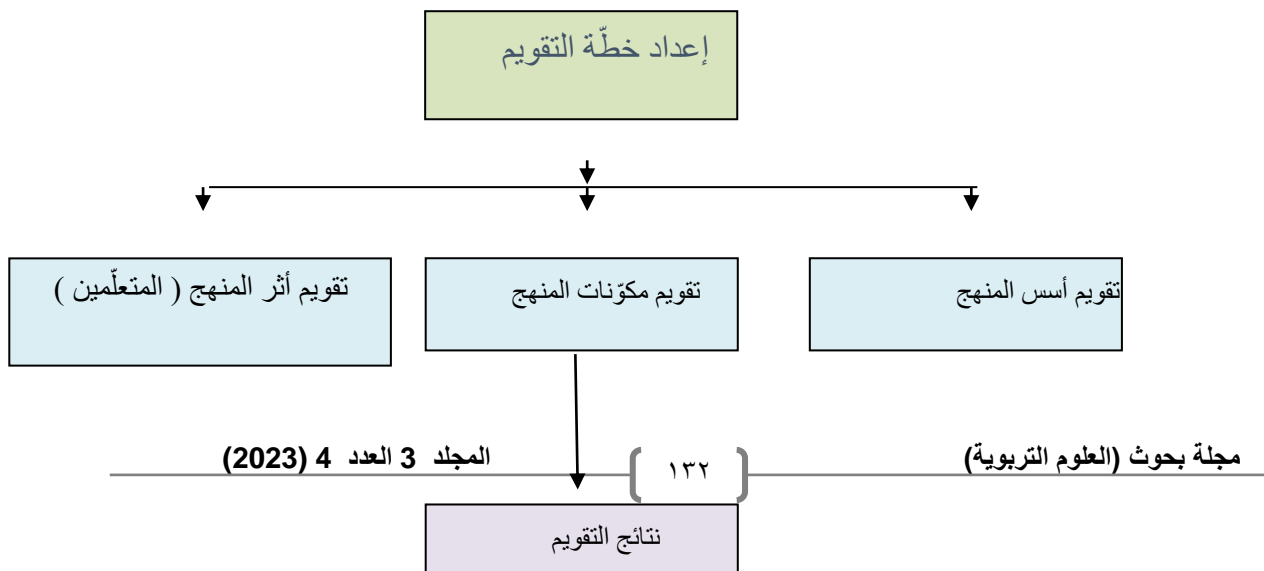 إعداد خطّة التقويم
تقويم أسس المنهج
تقويم مكوّنات المنهج
تقويم أثر المنهج ( المتعلّمين )
مجلة بحوث (العلوم التربوية)
١٣٢
المجلد 3 العدد 4 (2023)
نتائج التقويم